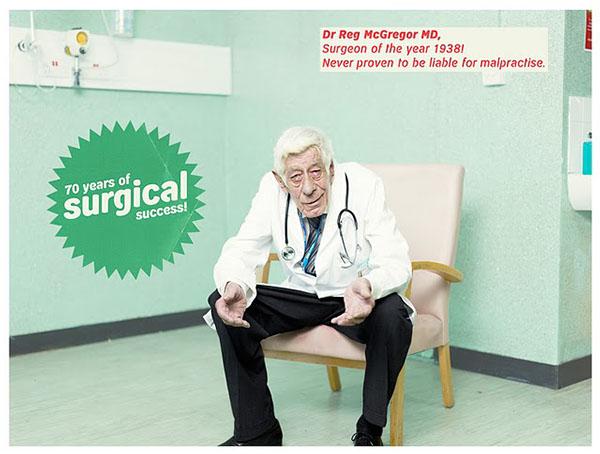 Dr Reg McGregor MD,
Surgeon of the year 1938!
Never proven to be liable for malpractise.
70 years of
surgical
success!